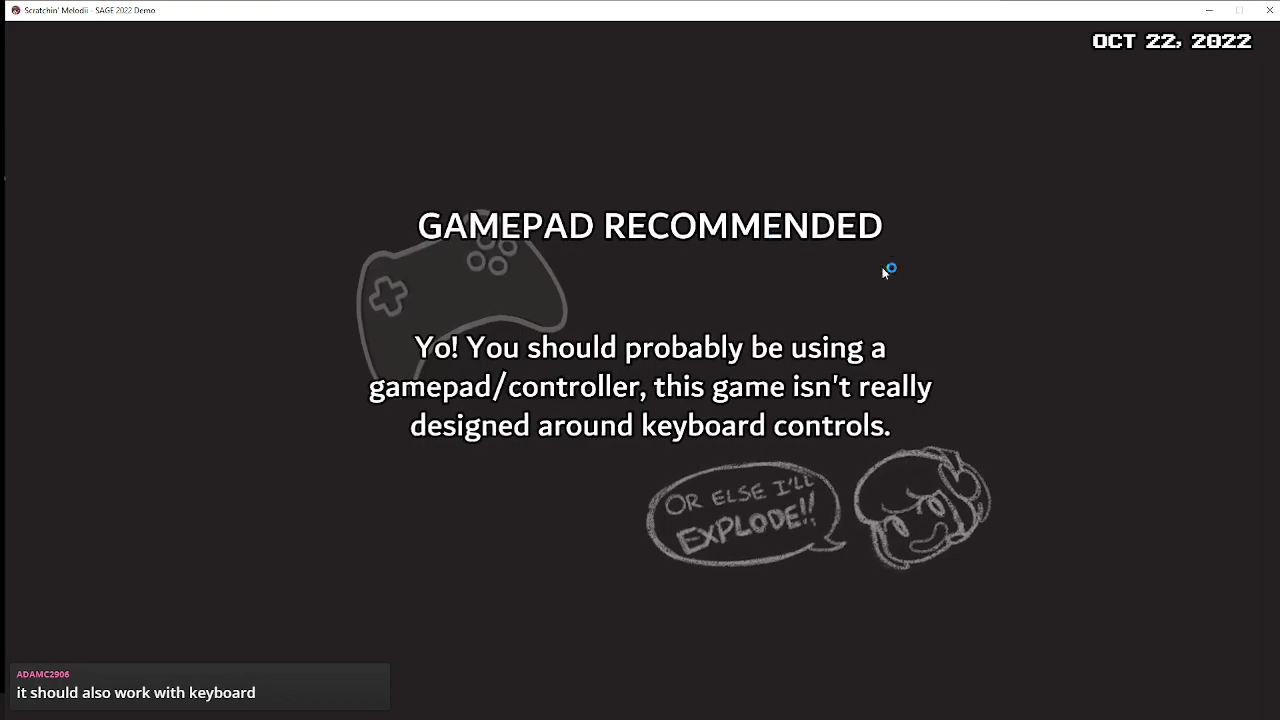 Scratchin' Melodii - SAGE 2022 Demo
OCT 22, 2022
GAMEPAD RECOMMENDED
Yo! You should probably be using a
gamepad/controller, this game isn't really
designed around keyboard controls.
OR ELSE I'LL
EXPLODE!!
ADAMC2906
it should also work with keyboard